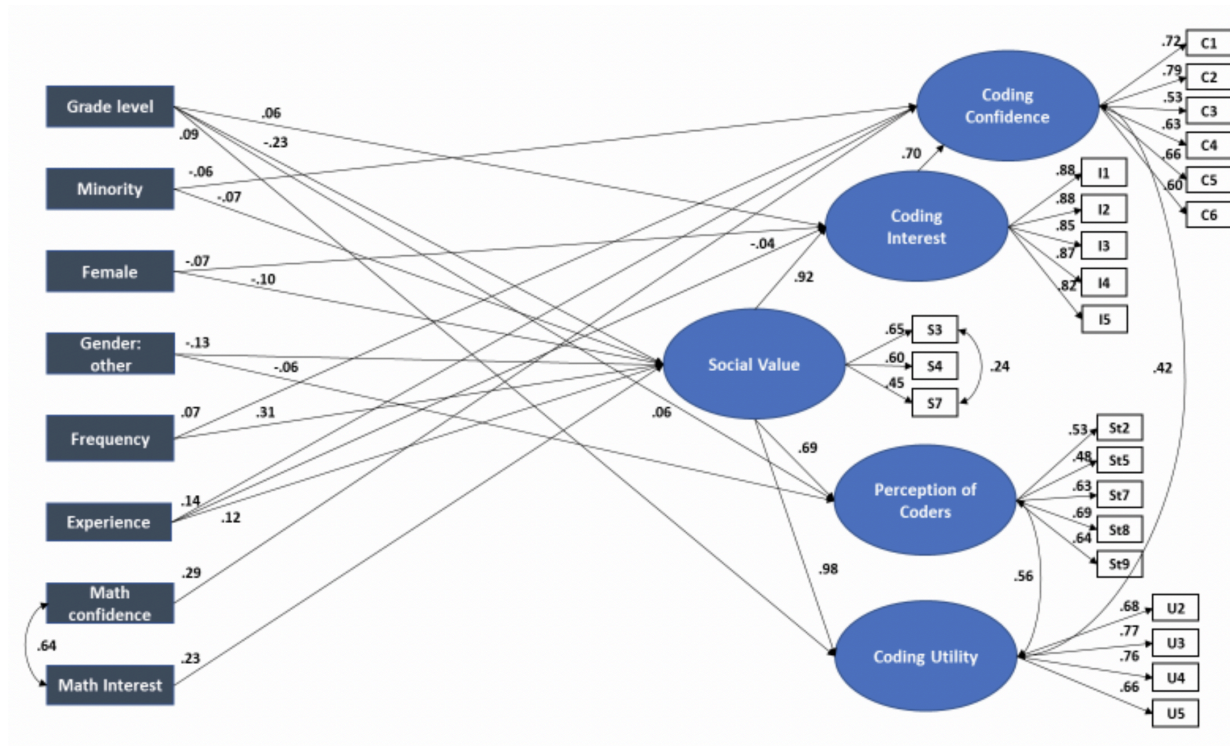 Grade level
Minority
Female
Gender:
other
Frequency
Experience
Math
confidence
Math Interest
.64
.09
.06
-.23
-.06
-.07
-.07
-.10
-.13
-.06
.07
.31
.14
.12
.29
.23
Coding
Confidence
.70
Coding
Interest
-.04
.92
Social Value
.06
.69
Perception of
Coders
.98
.56
Coding Utility
.42
.72
C1
.79
C2
.53
C3
.63
C4
.66
C5
.60
C6
.88
I1
.88
I2
.85
I3
.87
I4
.82
I5
.65
S3
.60
S4
.45
S7
.24
.53
St2
.48
St5
.63
St7
.69
St8
.64
St9
.68
U2
.77
U3
.76
U4
.66
U5